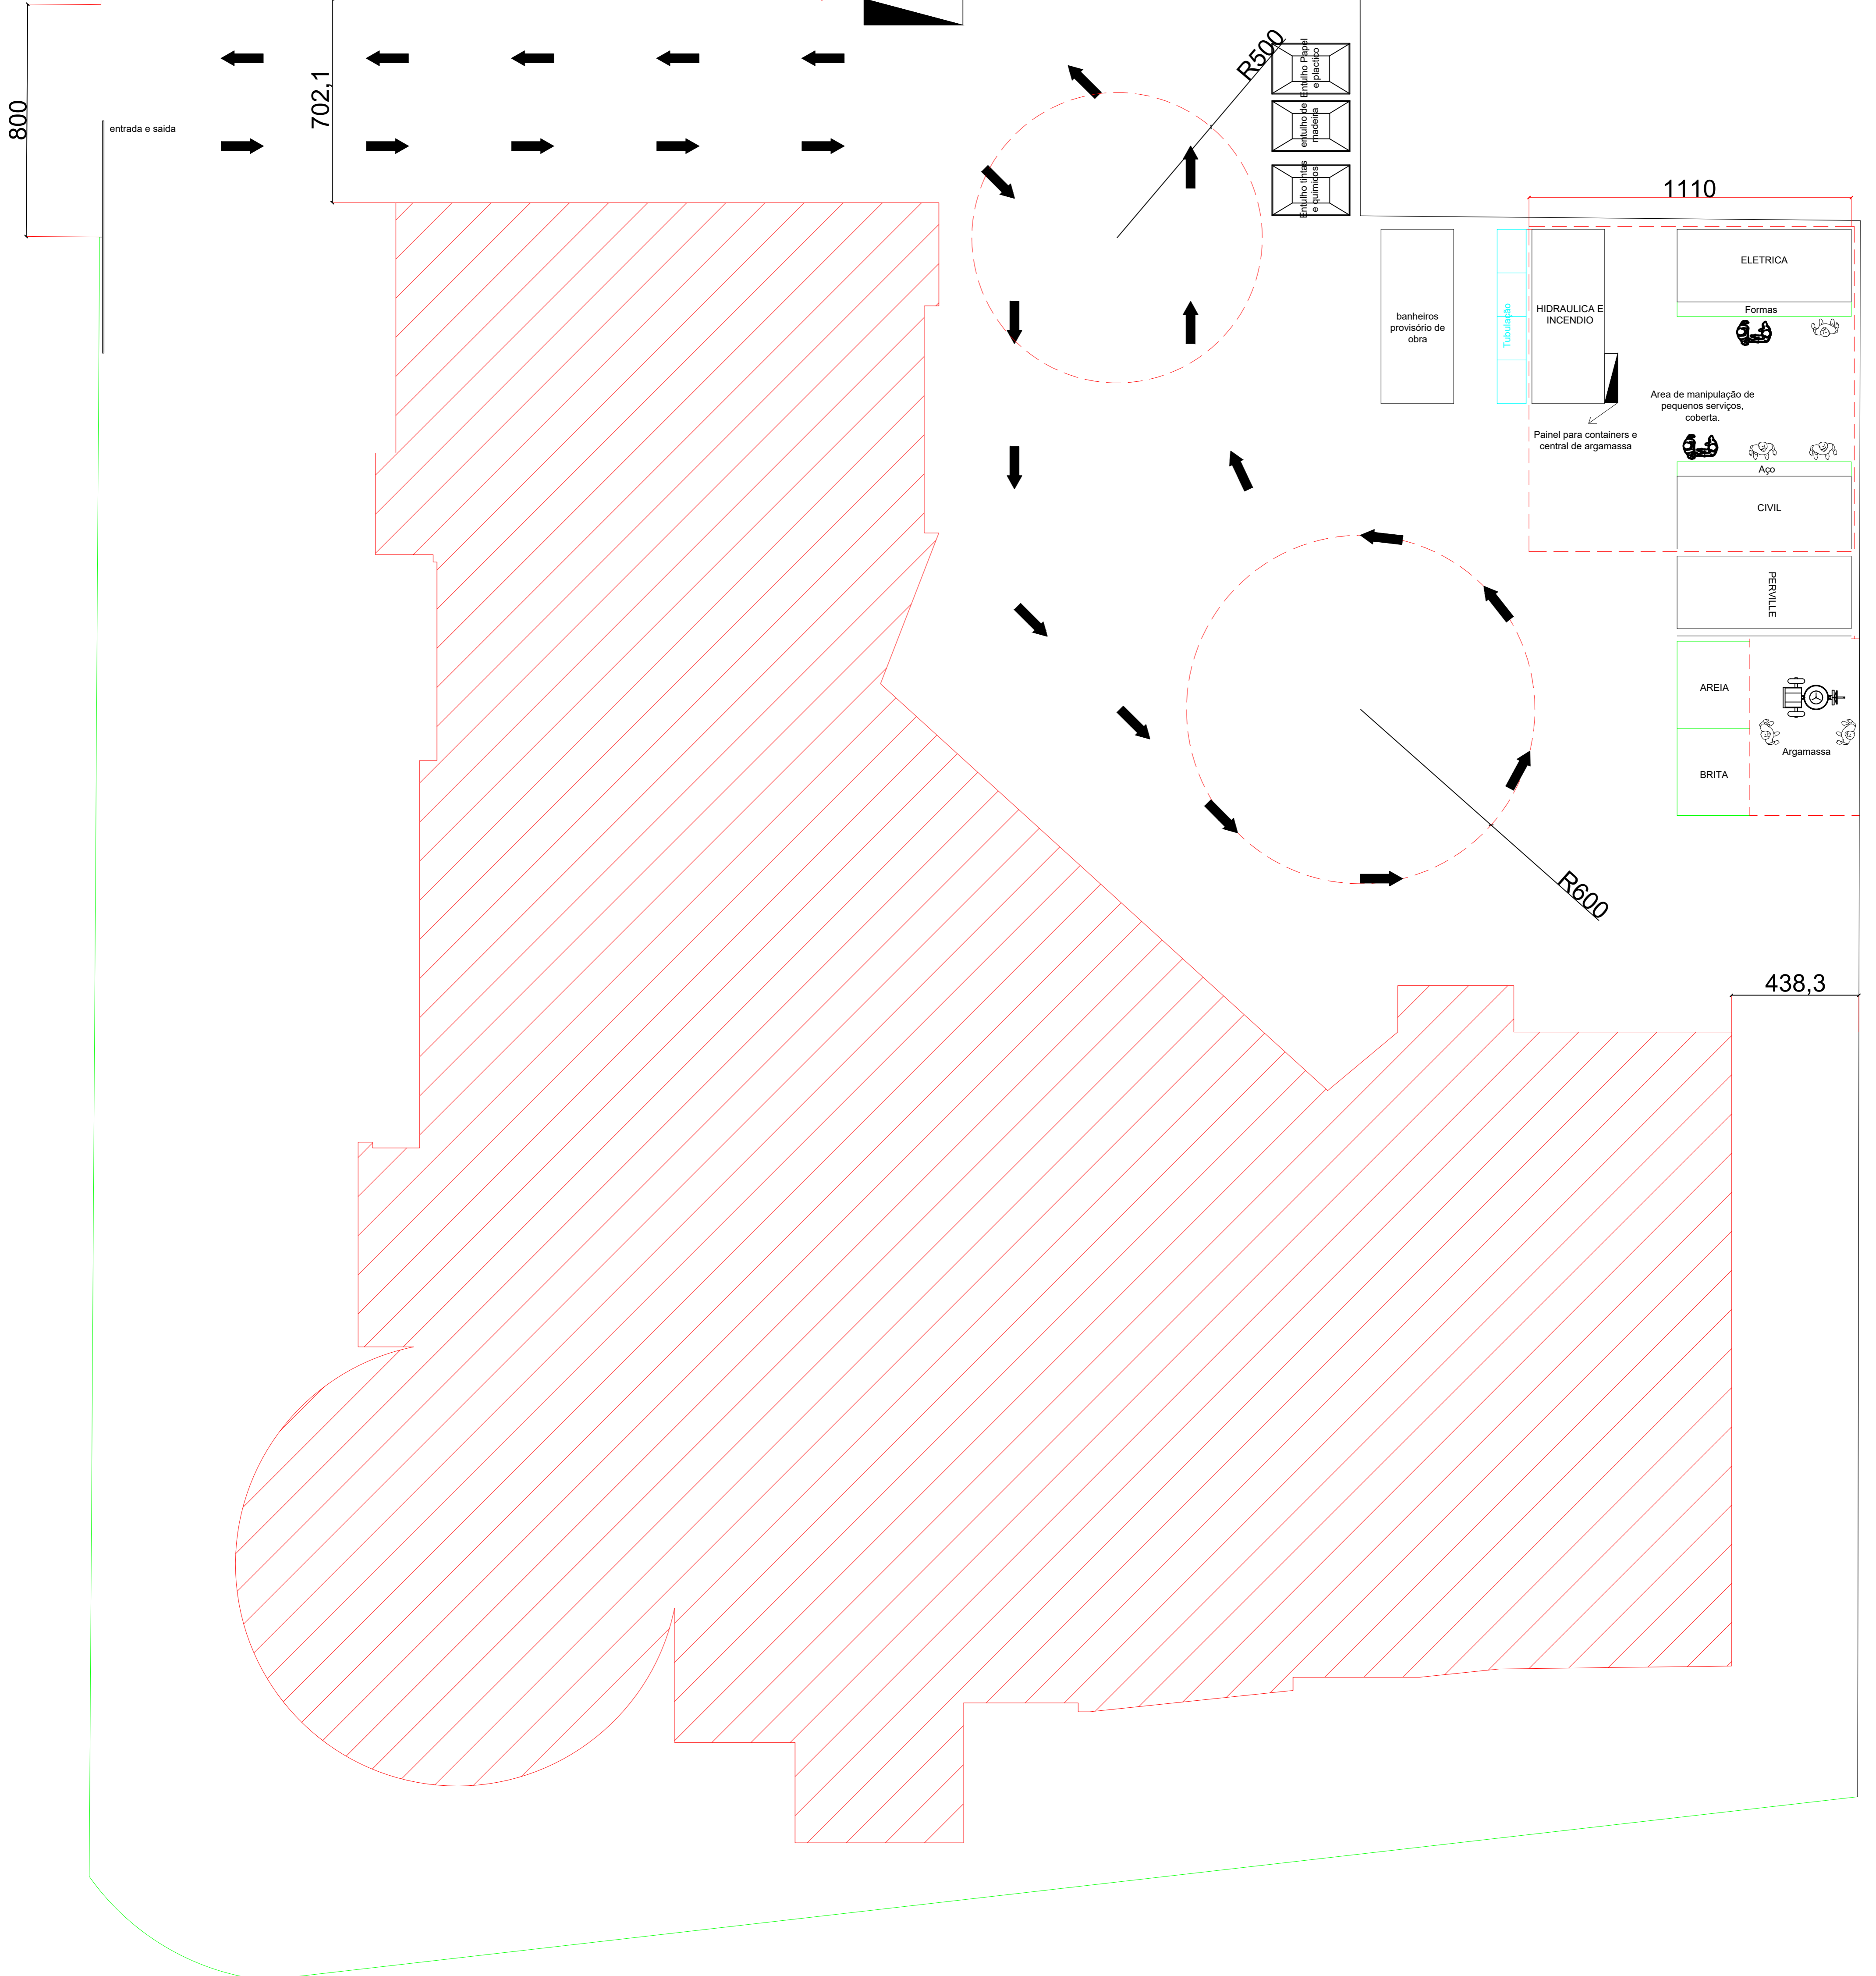 800
entrada e saida
702,1
R500
Entulho Papel
e plactico
entulho de
madeira
Entulho tintas
e quimicos
1110
banheiros
provisório de
obra
Tubulação
HIDRAULICA E
INCENDIO
ELETRICA
Formas
Area de manipulação de
pequenos serviços,
coberta.
Painel para containers e
central de argamassa
Aço
CIVIL
PERVILLE
AREIA
BRITA
Argamassa
R600
438,3